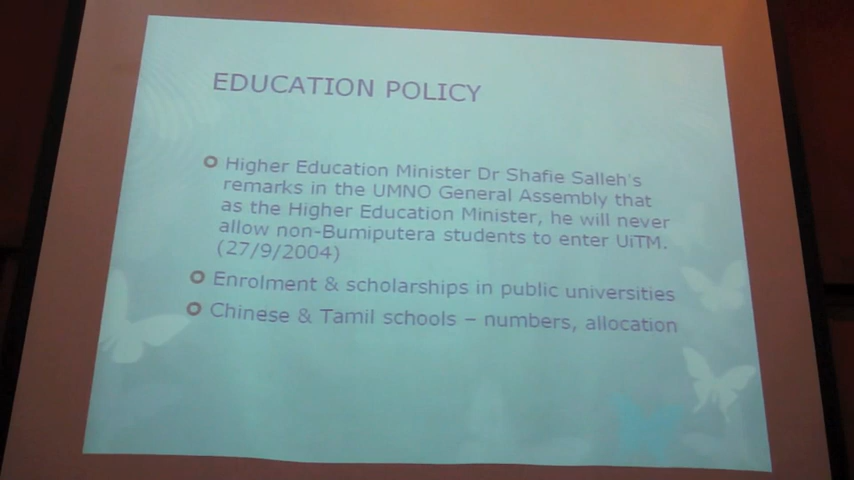 EDUCATION POLICY
Higher Education Minister Dr Shafie Salleh's
remarks in the UMNO General Assembly that
as the Higher Education Minister, he will never
allow non-Bumiputera students to enter UiTM.
(27/9/2004)
Enrolment & scholarships in public universities
Chinese & Tamil schools – numbers, allocation